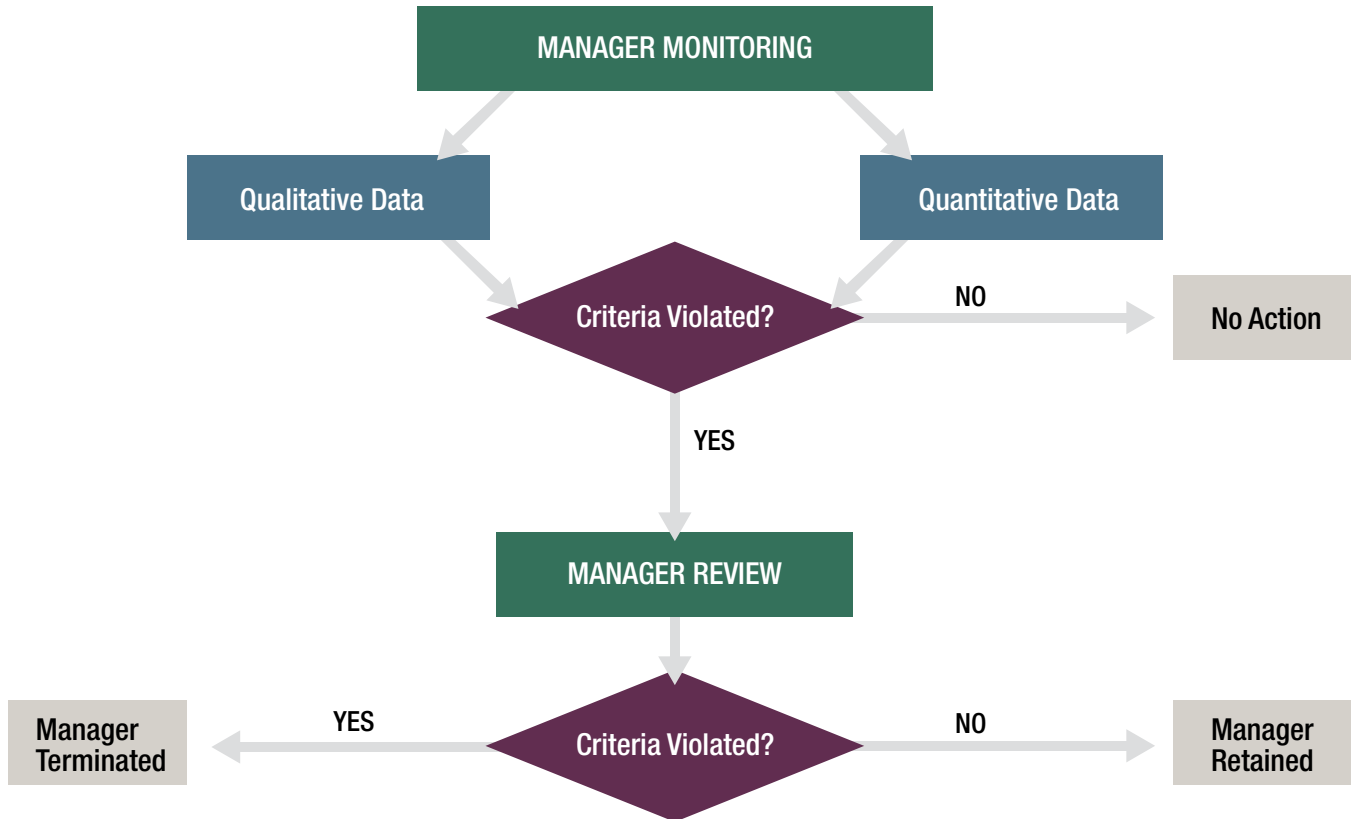 MANAGER MONITORING
Qualitative Data
Quantitative Data
Criteria Violated?
NO
No Action
YES
MANAGER REVIEW
Manager
Terminated
YES
Criteria Violated?
NO
Manager
Retained